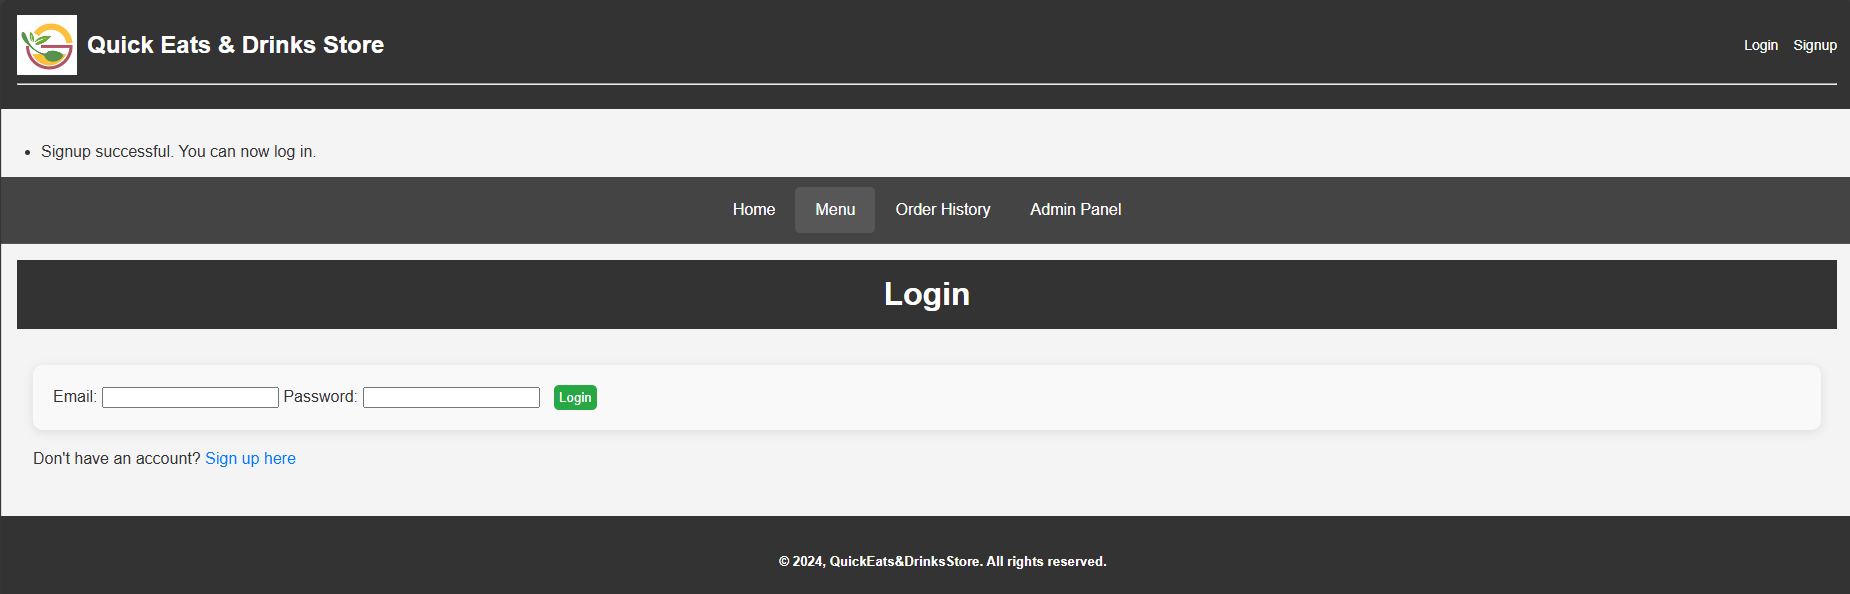 Quick Eats & Drinks Store
Login Signup
Signup successful. You can now log in.
Home Menu Order History Admin Panel
Login
Email: Password: Login
Don't have an account? Sign up here
© 2024, QuickEats&DrinksStore. All rights reserved.